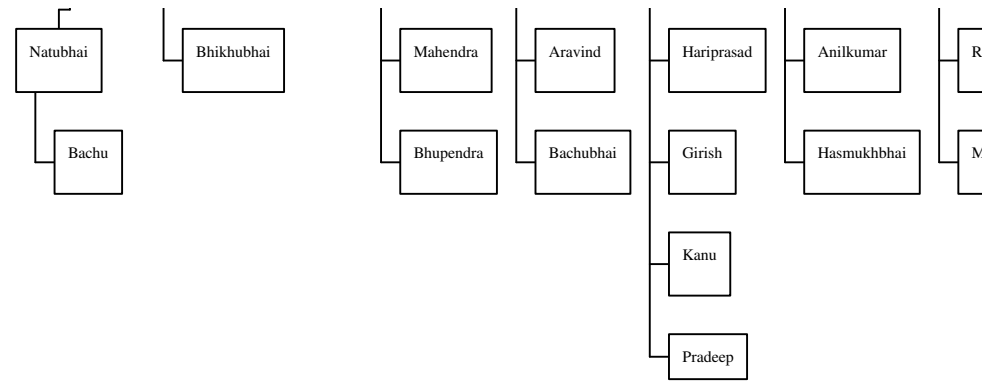 Natubhai
Bhikhubhai
Mahendra
Aravind
Hariprasad
Anilkumar
Bachu
Bhupendra
Bachubhai
Girish
Hasmukhbhai
Kanu
Pradeep